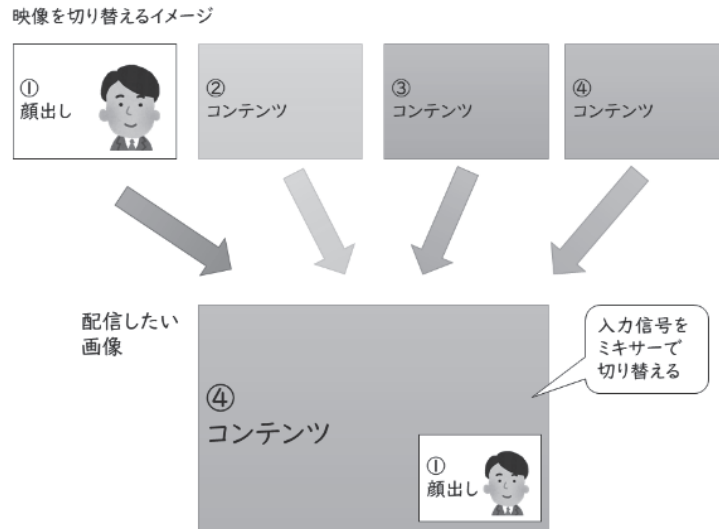 映像を切り替えるイメージ
①
顔出し
②
コンテンツ
③
コンテンツ
④
コンテンツ
配信したい
画像
④
コンテンツ
①
顔出し
入力信号を
ミキサーで
切り替える